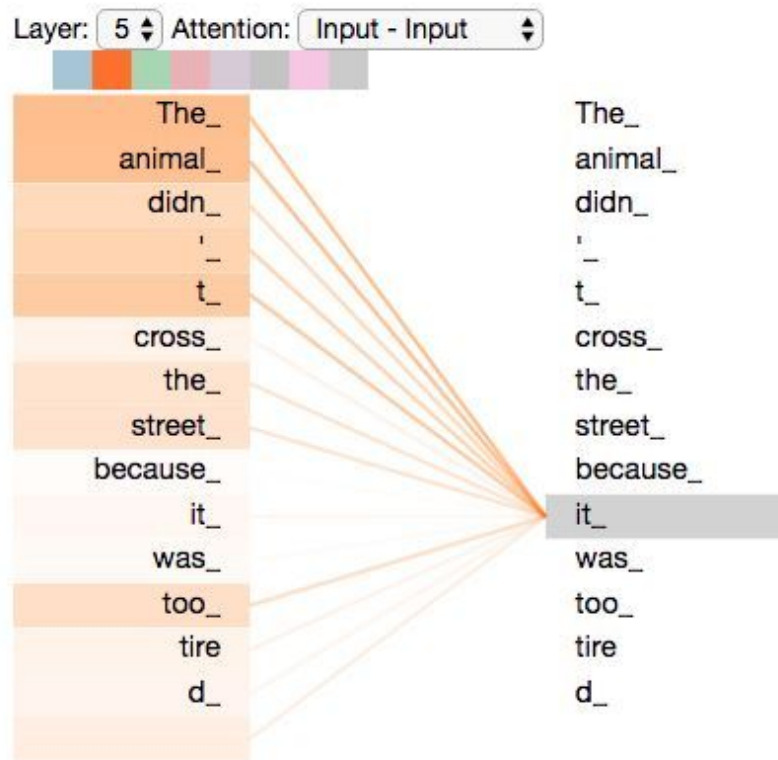 Layer: 5 Attention: Input - Input
The_ The_
animal_ animal_
didn_ didn_
'_ '_
t_ t_
cross_ cross_
the_ the_
street_ street_
because_ because_
it_ it_
was_ was_
too_ too_
tire tire
d_ d_